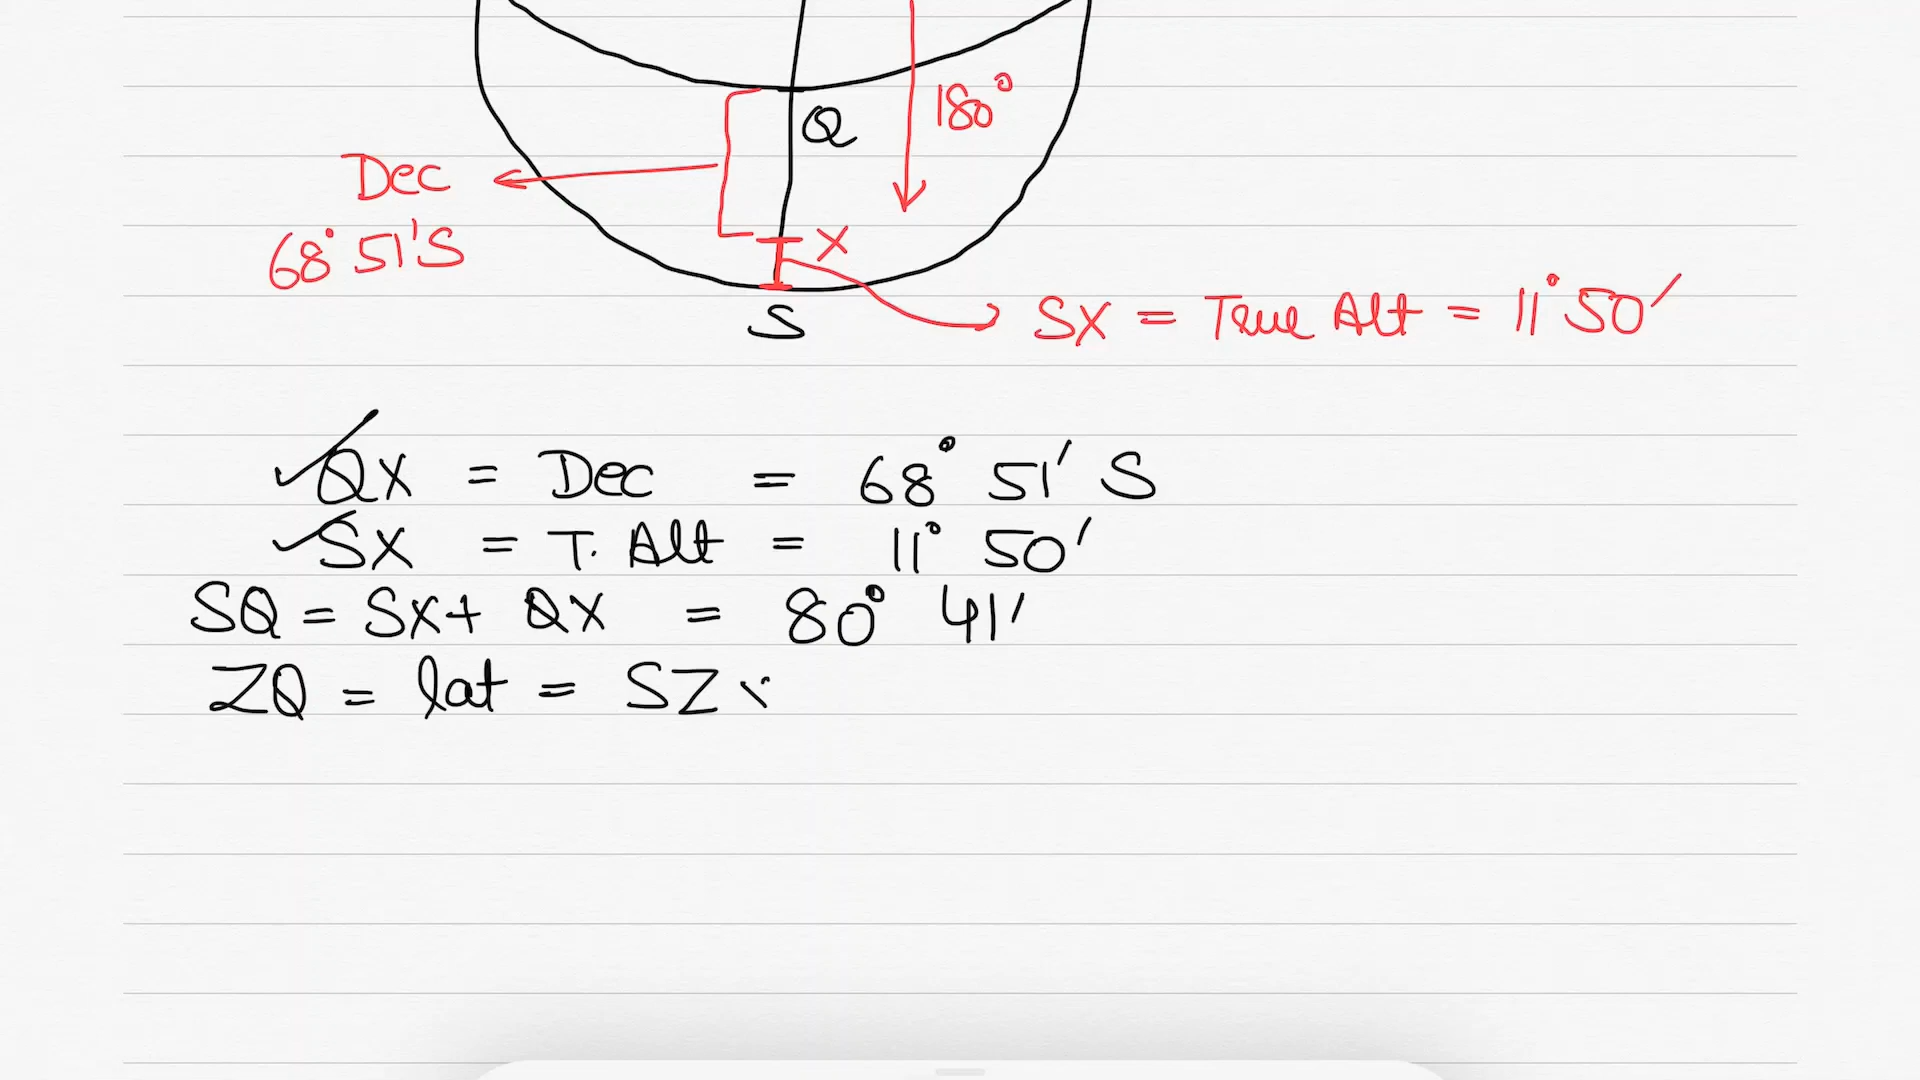 180°
Q
Dec
68° 51' S
X
S
SX = True Alt = 11° 50'
QX = Dec = 68° 51' S
SX = T. Alt = 11° 50'
SQ = SX + QX = 80° 41'
ZQ = lat = SZ